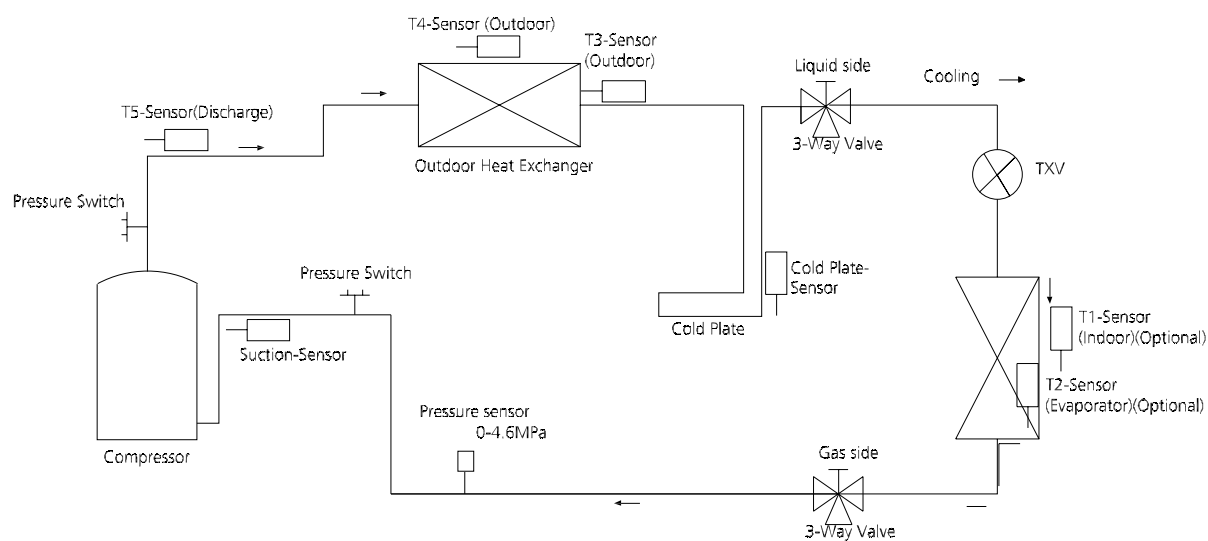 T4-Sensor (Outdoor)
T3-Sensor
(Outdoor)
Liquid side
Cooling
T5-Sensor(Discharge)
3-Way Valve
Outdoor Heat Exchanger
TXV
Pressure Switch
Pressure Switch
Cold Plate-
Sensor
Cold Plate
T1-Sensor
(Indoor)(Optional)
Suction-Sensor
T2-Sensor
(Evaporator)(Optional)
Pressure sensor
0-4.6MPa
Compressor
Gas side
3-Way Valve